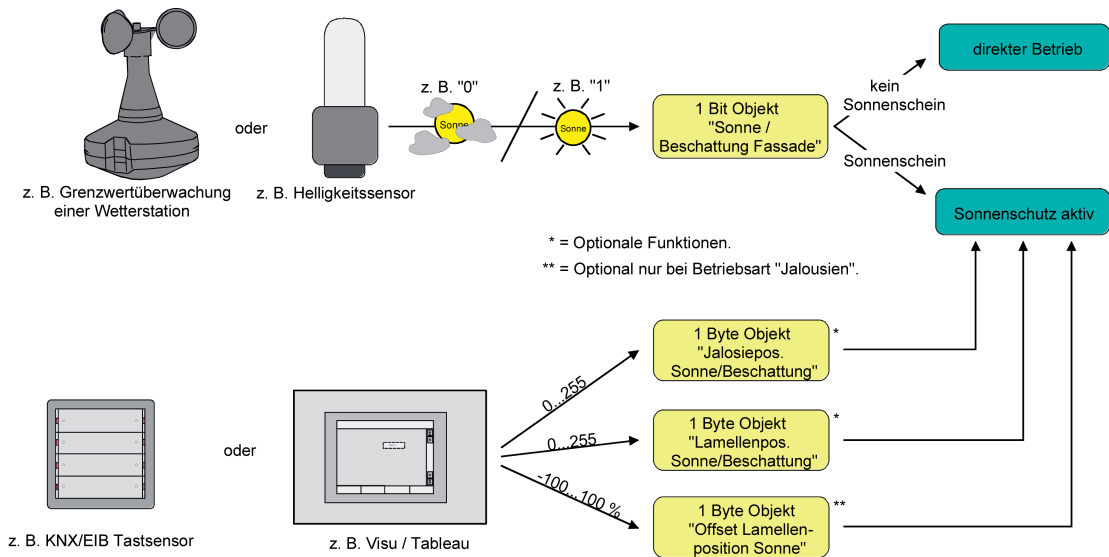 z. B. "0"
z. B. "1"
direkter Betrieb
kein
Sonnenschein
Sonne
Sonne
1 Bit Objekt
"Sonne /
Beschattung Fassade"
oder
Sonnenschein
z. B. Grenzwertüberwachung
einer Wetterstation
z. B. Helligkeitssensor
Sonnenschutz aktiv
* = Optionale Funktionen.
** = Optional nur bei Betriebsart "Jalousien".
1 Byte Objekt
"Jalosiepos.
Sonne/Beschattung"
*
0...255
1 Byte Objekt
"Lamellenpos.
Sonne/Beschattung"
*
0...255
oder
-100...100 %
1 Byte Objekt
"Offset Lamellen-
position Sonne"
**
z. B. KNX/EIB Tastsensor
z. B. Visu / Tableau